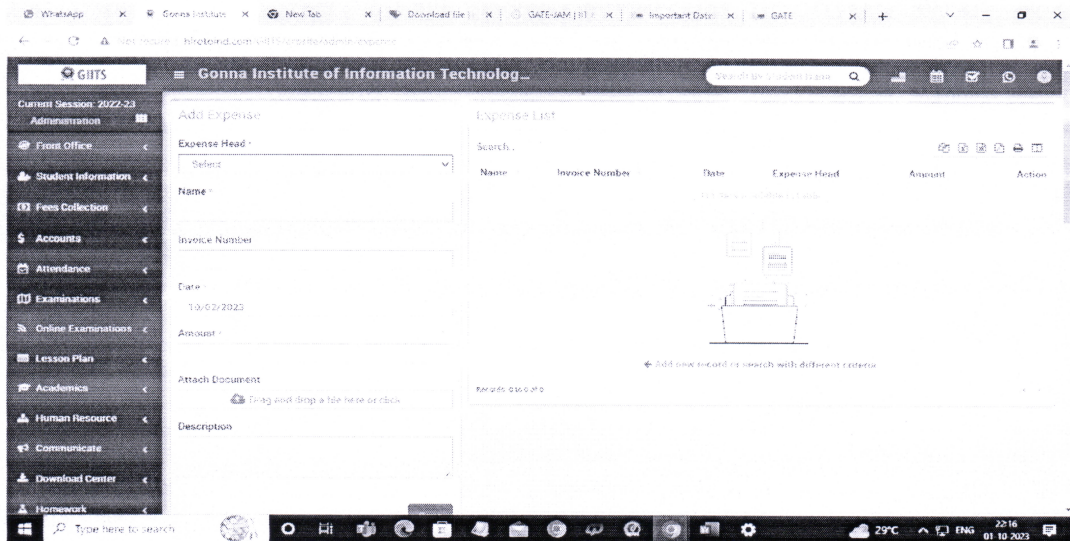 WhatsApp
Gonna Institute
New Tab
Download file
GATE-JAM | IIT
Important Date
GATE
Gonna Institute of Information Technolog...
GIITS
Current Session: 2022-23
Administration
Front Office
Student Information
Fees Collection
$ Accounts
Attendance
Examinations
Online Examinations
Lesson Plan
Academics
Human Resource
Communicate
Download Center
Homework
Add Expense
Expense Head *
Select
Name *
Invoice Number
Date *
10/02/2023
Amount *
Attach Document
Drag and drop a file here or click
Description
Expense List
Search...
Name Invoice Number Date Expense Head Amount Action
Add new record or search with different criteria
Type here to search
29°C ENG 22:16
01-10-2023